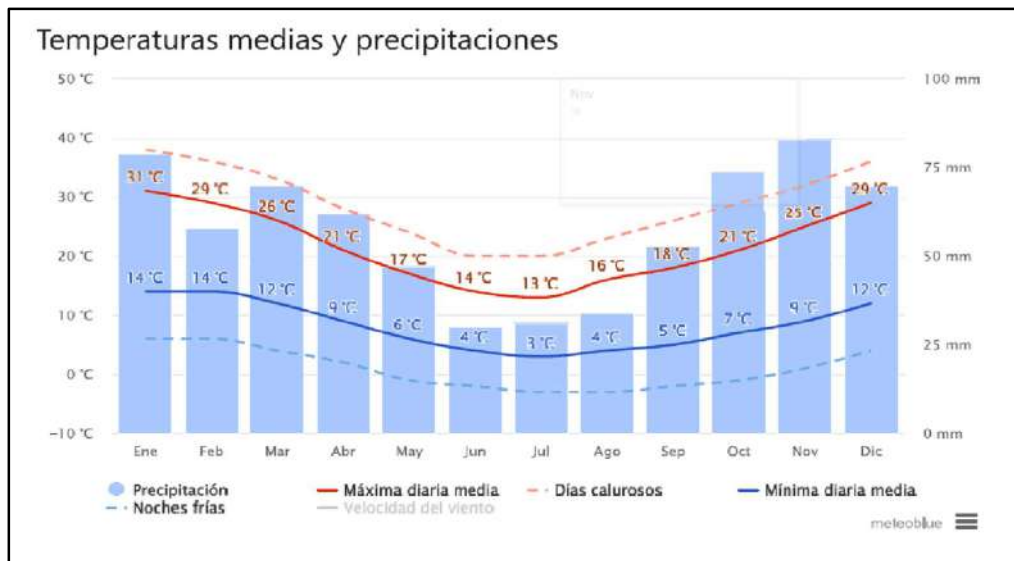 Temperaturas medias y precipitaciones
50 °C
100 mm
Nov
40 °C
75 mm
31 °C
29 °C
26 °C
21 °C
17 °C
14 °C
13 °C
16 °C
18 °C
21 °C
25 °C
29 °C
30 °C
20 °C
50 mm
14 °C
14 °C
12 °C
9 °C
6 °C
4 °C
3 °C
4 °C
5 °C
7 °C
9 °C
12 °C
10 °C
25 mm
0 °C
-10 °C
0 mm
Ene Feb Mar Abr May Jun Jul Ago Sep Oct Nov Dic
Precipitación Máxima diaria media Días calurosos Mínima diaria media
Noches frías Velocidad del viento
meteoblue